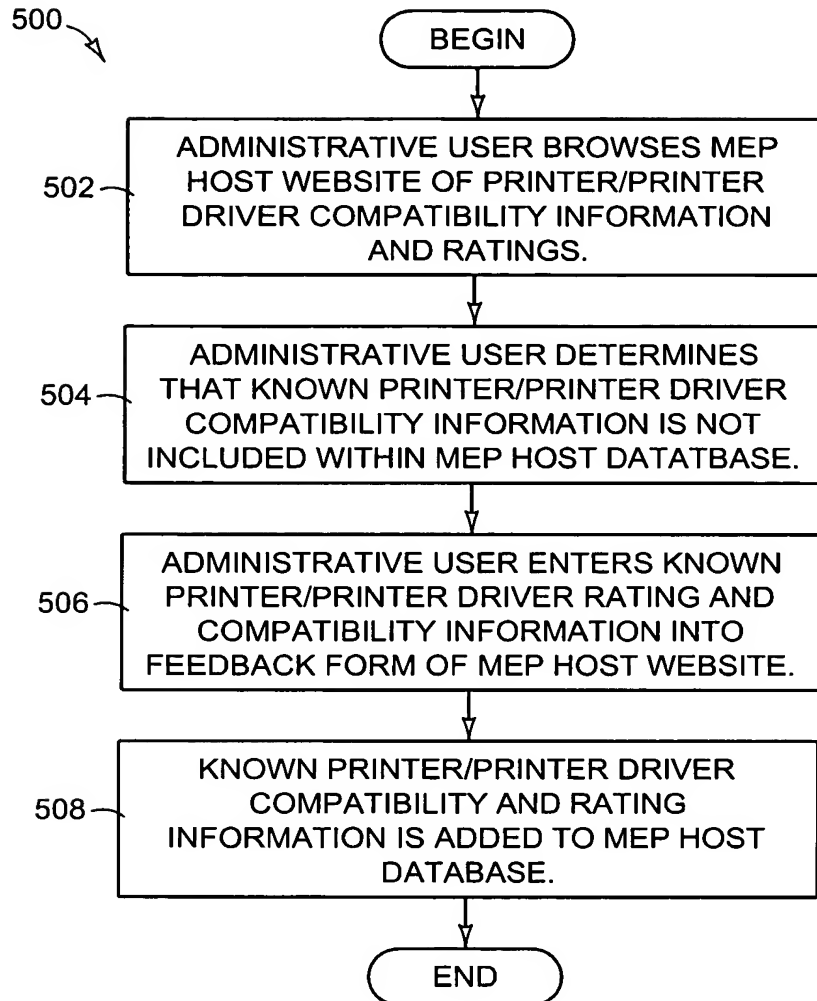 500
BEGIN
502
ADMINISTRATIVE USER BROWSES MEP
HOST WEBSITE OF PRINTER/PRINTER
DRIVER COMPATIBILITY INFORMATION
AND RATINGS.
504
ADMINISTRATIVE USER DETERMINES
THAT KNOWN PRINTER/PRINTER DRIVER
COMPATIBILITY INFORMATION IS NOT
INCLUDED WITHIN MEP HOST DATATBASE.
506
ADMINISTRATIVE USER ENTERS KNOWN
PRINTER/PRINTER DRIVER RATING AND
COMPATIBILITY INFORMATION INTO
FEEDBACK FORM OF MEP HOST WEBSITE.
508
KNOWN PRINTER/PRINTER DRIVER
COMPATIBILITY AND RATING
INFORMATION IS ADDED TO MEP HOST
DATABASE.
END